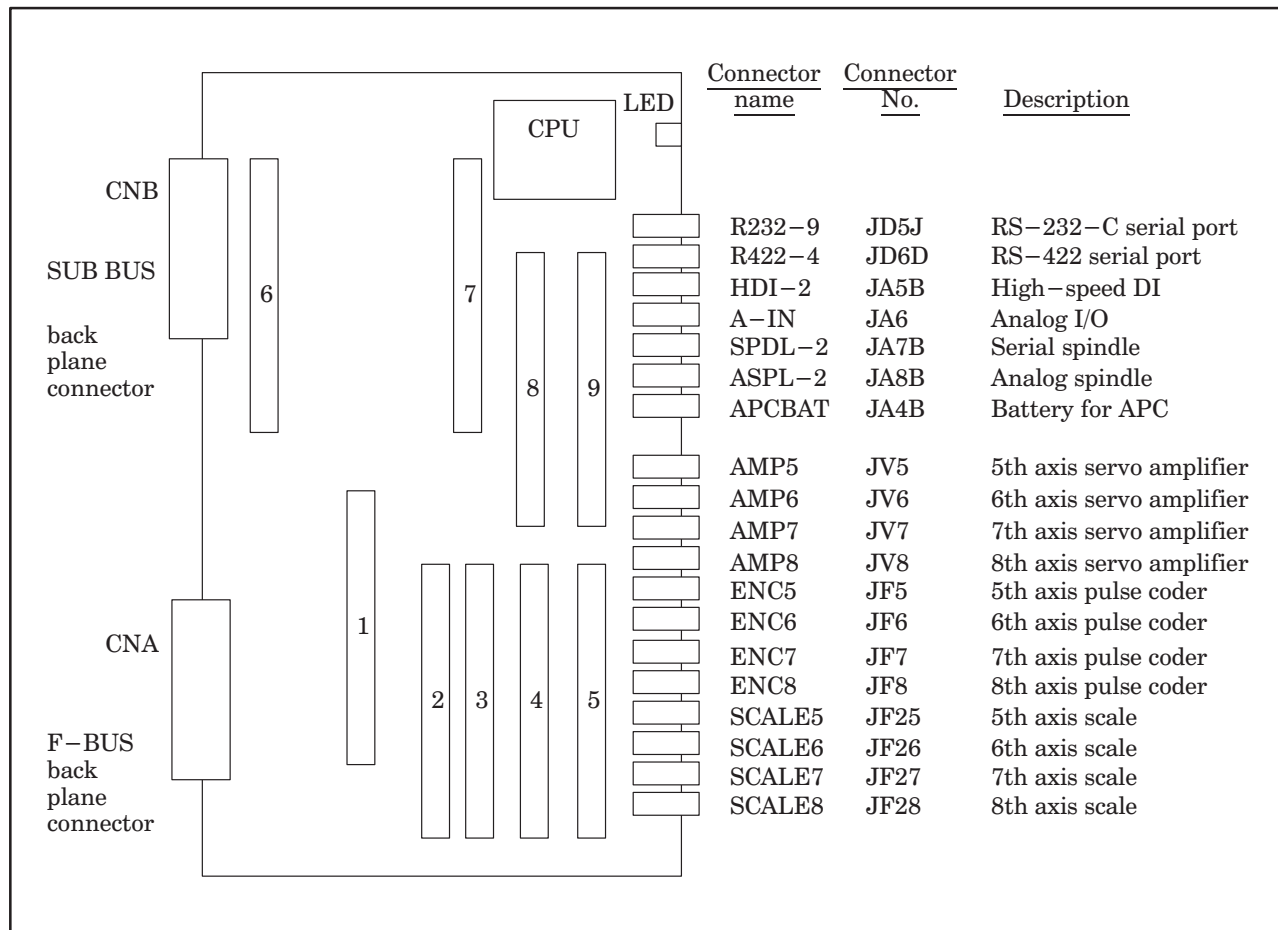 Connector name Connector No. Description
LED
CPU
CNB
SUB BUS
back
plane
connector
6
7
8
9
R232−9 JD5J RS−232−C serial port
R422−4 JD6D RS−422 serial port
HDI−2 JA5B High−speed DI
A−IN JA6 Analog I/O
SPDL−2 JA7B Serial spindle
ASPL−2 JA8B Analog spindle
APCBAT JA4B Battery for APC
AMP5 JV5 5th axis servo amplifier
AMP6 JV6 6th axis servo amplifier
AMP7 JV7 7th axis servo amplifier
AMP8 JV8 8th axis servo amplifier
ENC5 JF5 5th axis pulse coder
ENC6 JF6 6th axis pulse coder
ENC7 JF7 7th axis pulse coder
ENC8 JF8 8th axis pulse coder
SCALE5 JF25 5th axis scale
SCALE6 JF26 6th axis scale
SCALE7 JF27 7th axis scale
SCALE8 JF28 8th axis scale
CNA
F−BUS
back
plane
connector
1
2
3
4
5